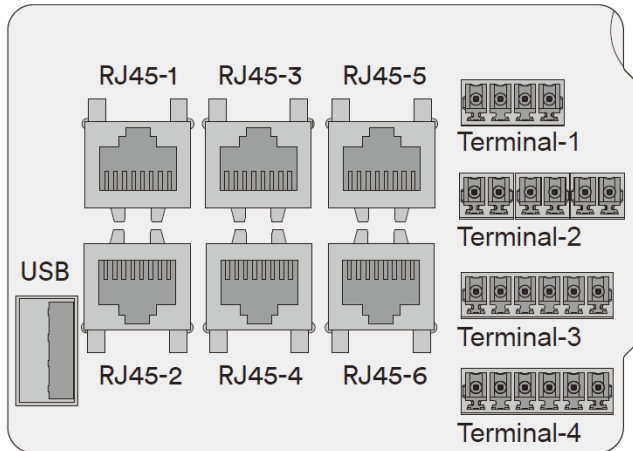 RJ45-1 RJ45-3 RJ45-5
Terminal-1
Terminal-2
USB
Terminal-3
RJ45-2 RJ45-4 RJ45-6
Terminal-4